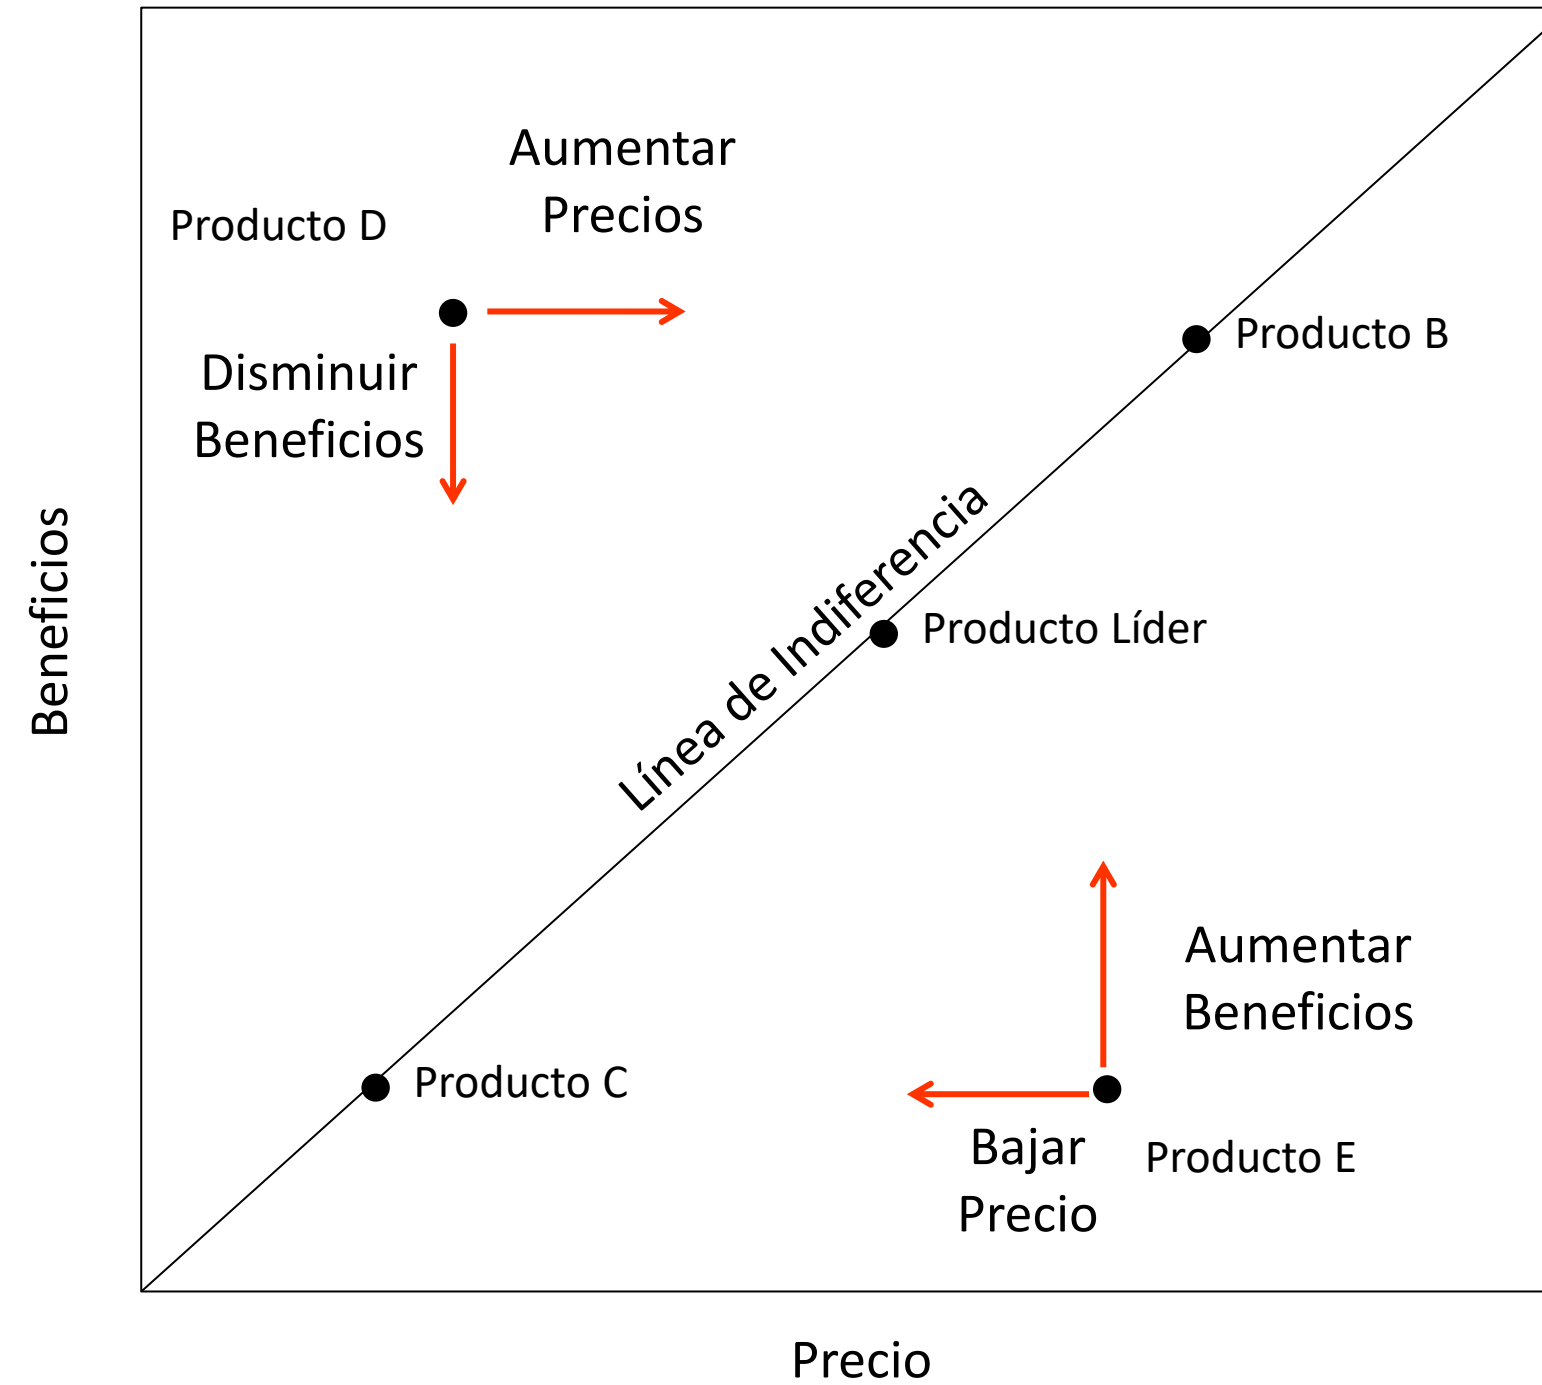 Aumentar
Precios
Producto D
Producto B
Disminuir
Beneficios
Línea de Indiferencia
Beneficios
Producto Líder
Aumentar
Beneficios
Producto C
Bajar
Precio
Producto E
Precio